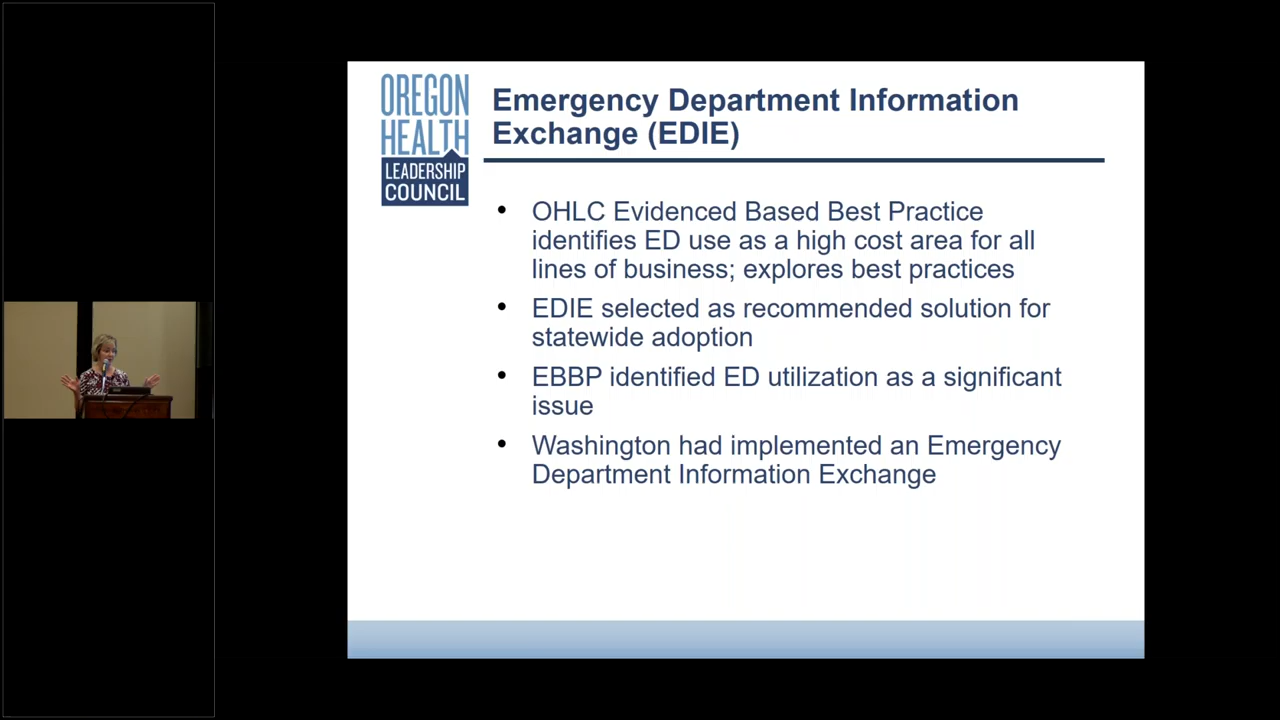 OREGON
HEALTH
LEADERSHIP
COUNCIL
Emergency Department Information
Exchange (EDIE)
• OHLC Evidenced Based Best Practice
identifies ED use as a high cost area for all
lines of business; explores best practices
• EDIE selected as recommended solution for
statewide adoption
• EBBP identified ED utilization as a significant
issue
• Washington had implemented an Emergency
Department Information Exchange